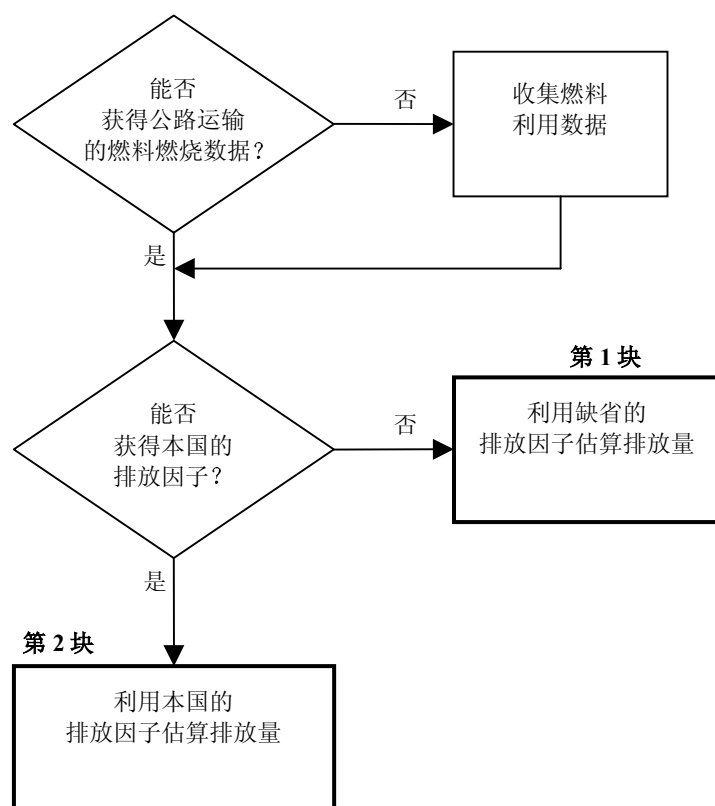 能否
获得公路运输
的燃料燃烧数据？
否
收集燃料
利用数据
是
第 1 块
能否
获得本国的
排放因子？
否
利用缺省的
排放因子估算排放量
是
第 2 块
利用本国的
排放因子估算排放量